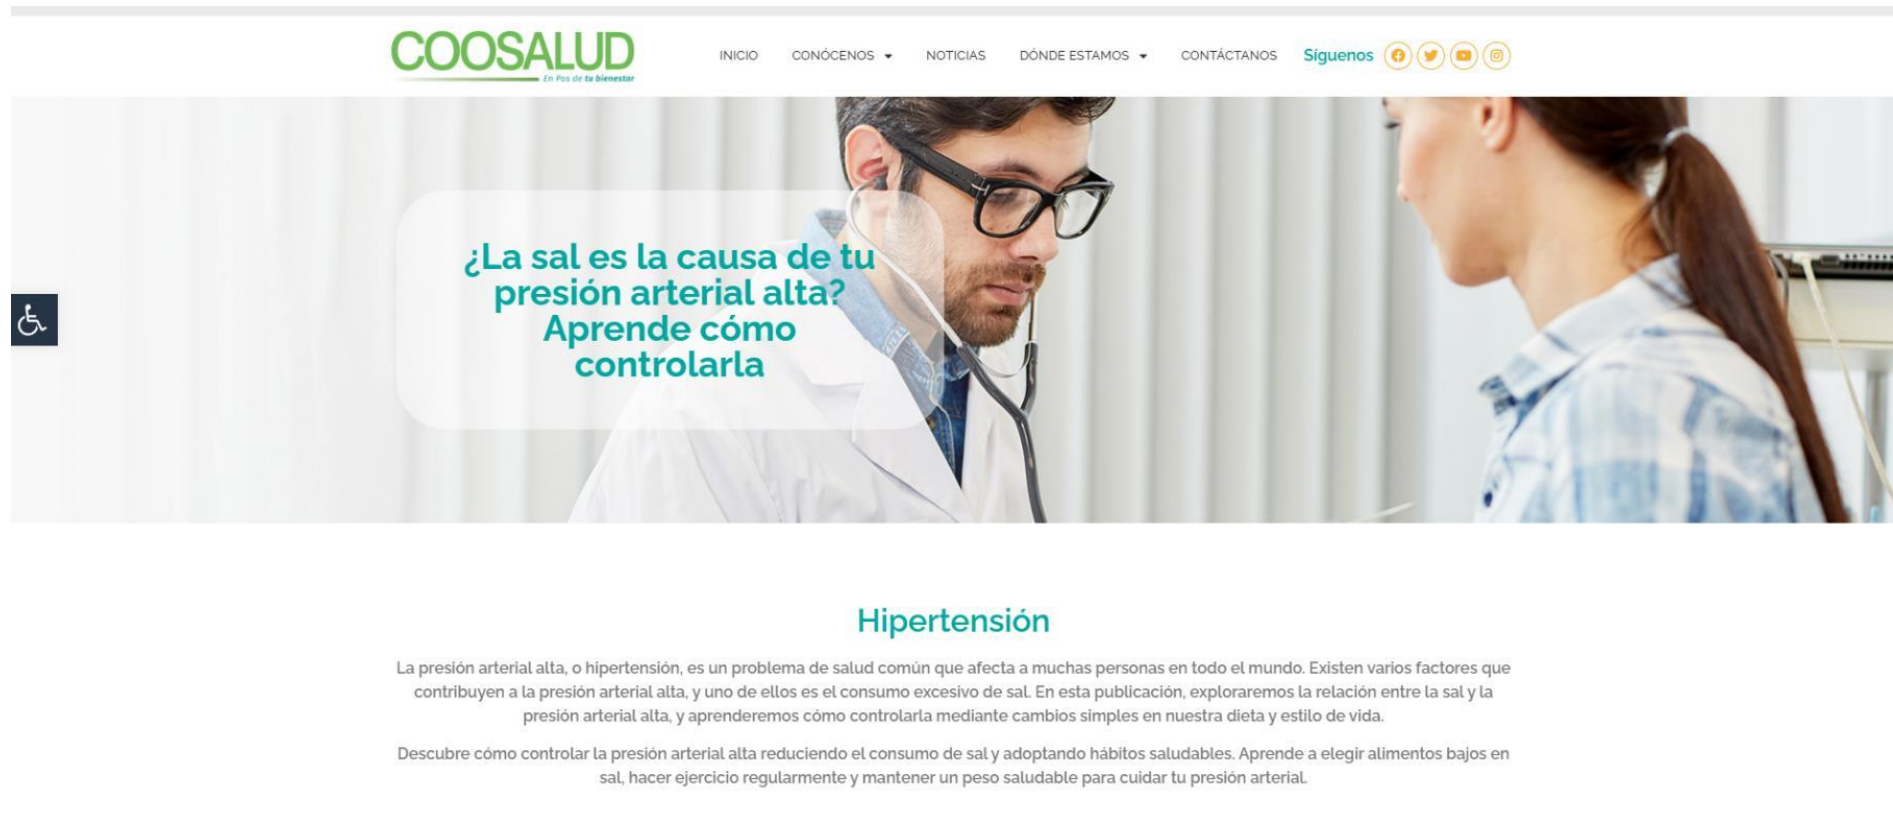 COOSALUD
En Pos de tu bienestar
INICIO CONÓCENOS NOTICIAS DÓNDE ESTAMOS CONTÁCTANOS Síguenos
¿La sal es la causa de tu
presión arterial alta?
Aprende cómo
controlarla
Hipertensión
La presión arterial alta, o hipertensión, es un problema de salud común que afecta a muchas personas en todo el mundo. Existen varios factores que
contribuyen a la presión arterial alta, y uno de ellos es el consumo excesivo de sal. En esta publicación, exploraremos la relación entre la sal y la
presión arterial alta, y aprenderemos cómo controlarla mediante cambios simples en nuestra dieta y estilo de vida.
Descubre cómo controlar la presión arterial alta reduciendo el consumo de sal y adoptando hábitos saludables. Aprende a elegir alimentos bajos en
sal, hacer ejercicio regularmente y mantener un peso saludable para cuidar tu presión arterial.